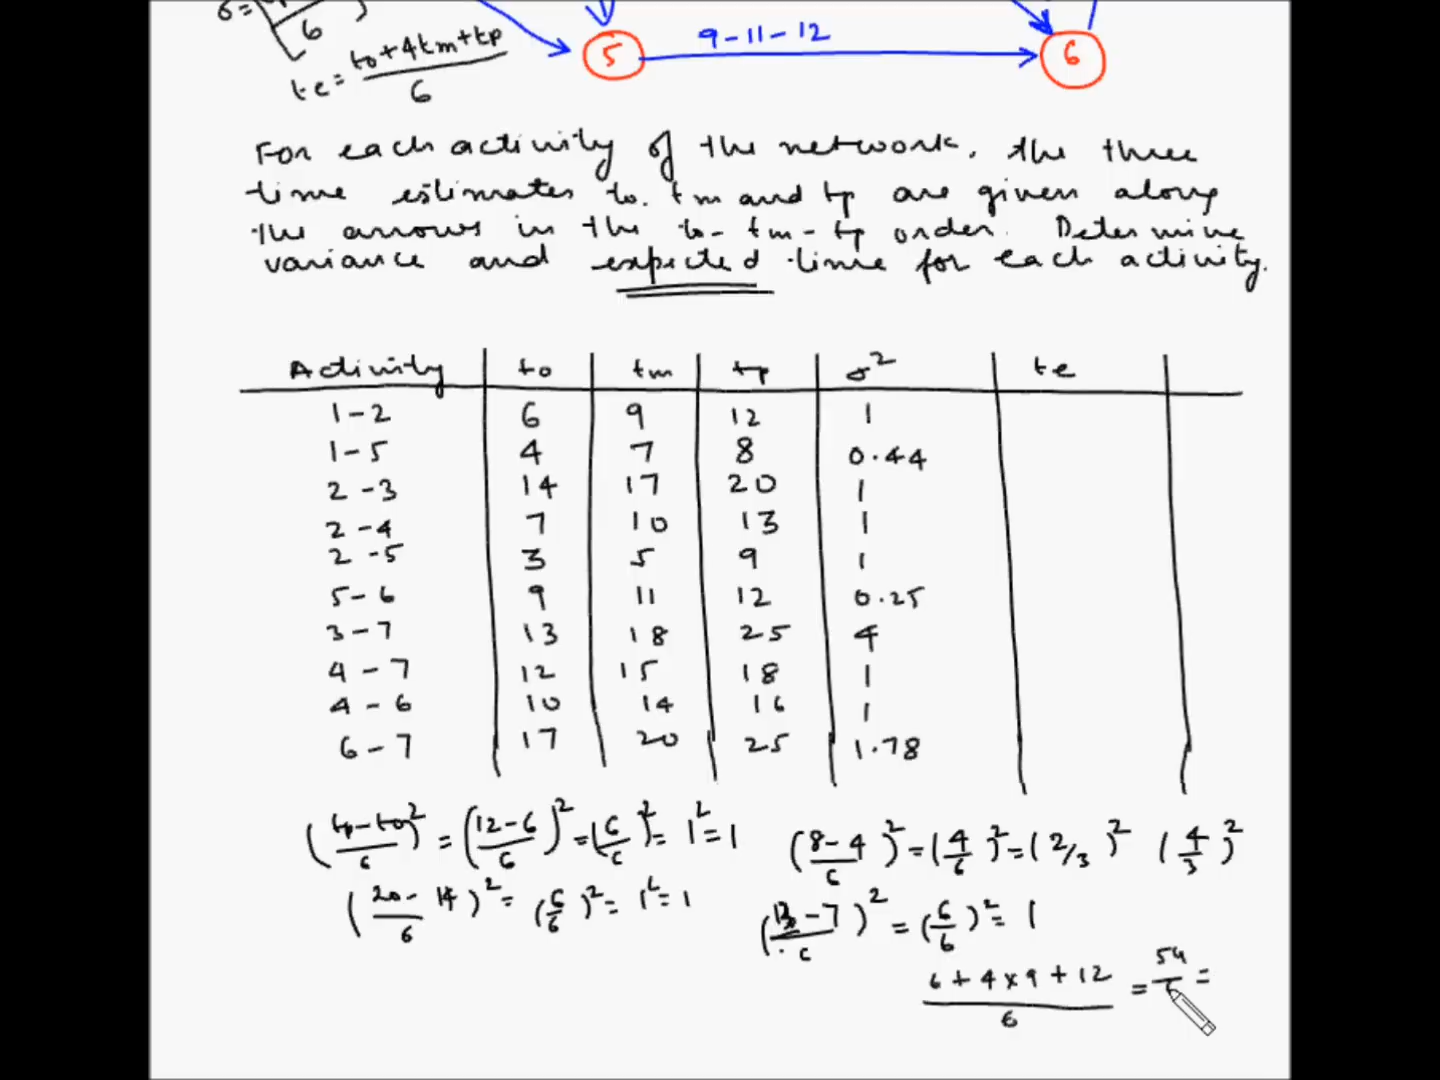 σ=
6
te = to+4tm+tp
6
5
9-11-12
6
For each activity of the network, the three
time estimates to, tm and tp are given along
the arrows in the to-tm-tp order. Determine
variance and expected time for each activity.
Activity to tm tp σ² te
1-2 6 9 12 1
1-5 4 7 8 0.44
2-3 14 17 20 1
2-4 7 10 13 1
2-5 3 5 9 1
5-6 9 11 12 0.25
3-7 13 18 25 4
4-7 12 15 18 1
4-6 10 14 16 1
6-7 17 20 25 1.78
(tp-to/6)² = (12-6/6)² = (6/6)² = 1² = 1
(8-4/6)² = (4/6)² = (2/3)² (4/3)²
(20-14/6)² = (6/6)² = 1² = 1
(13-7/6)² = (6/6)² = 1
6+4×9+12
6
= 54/6 =